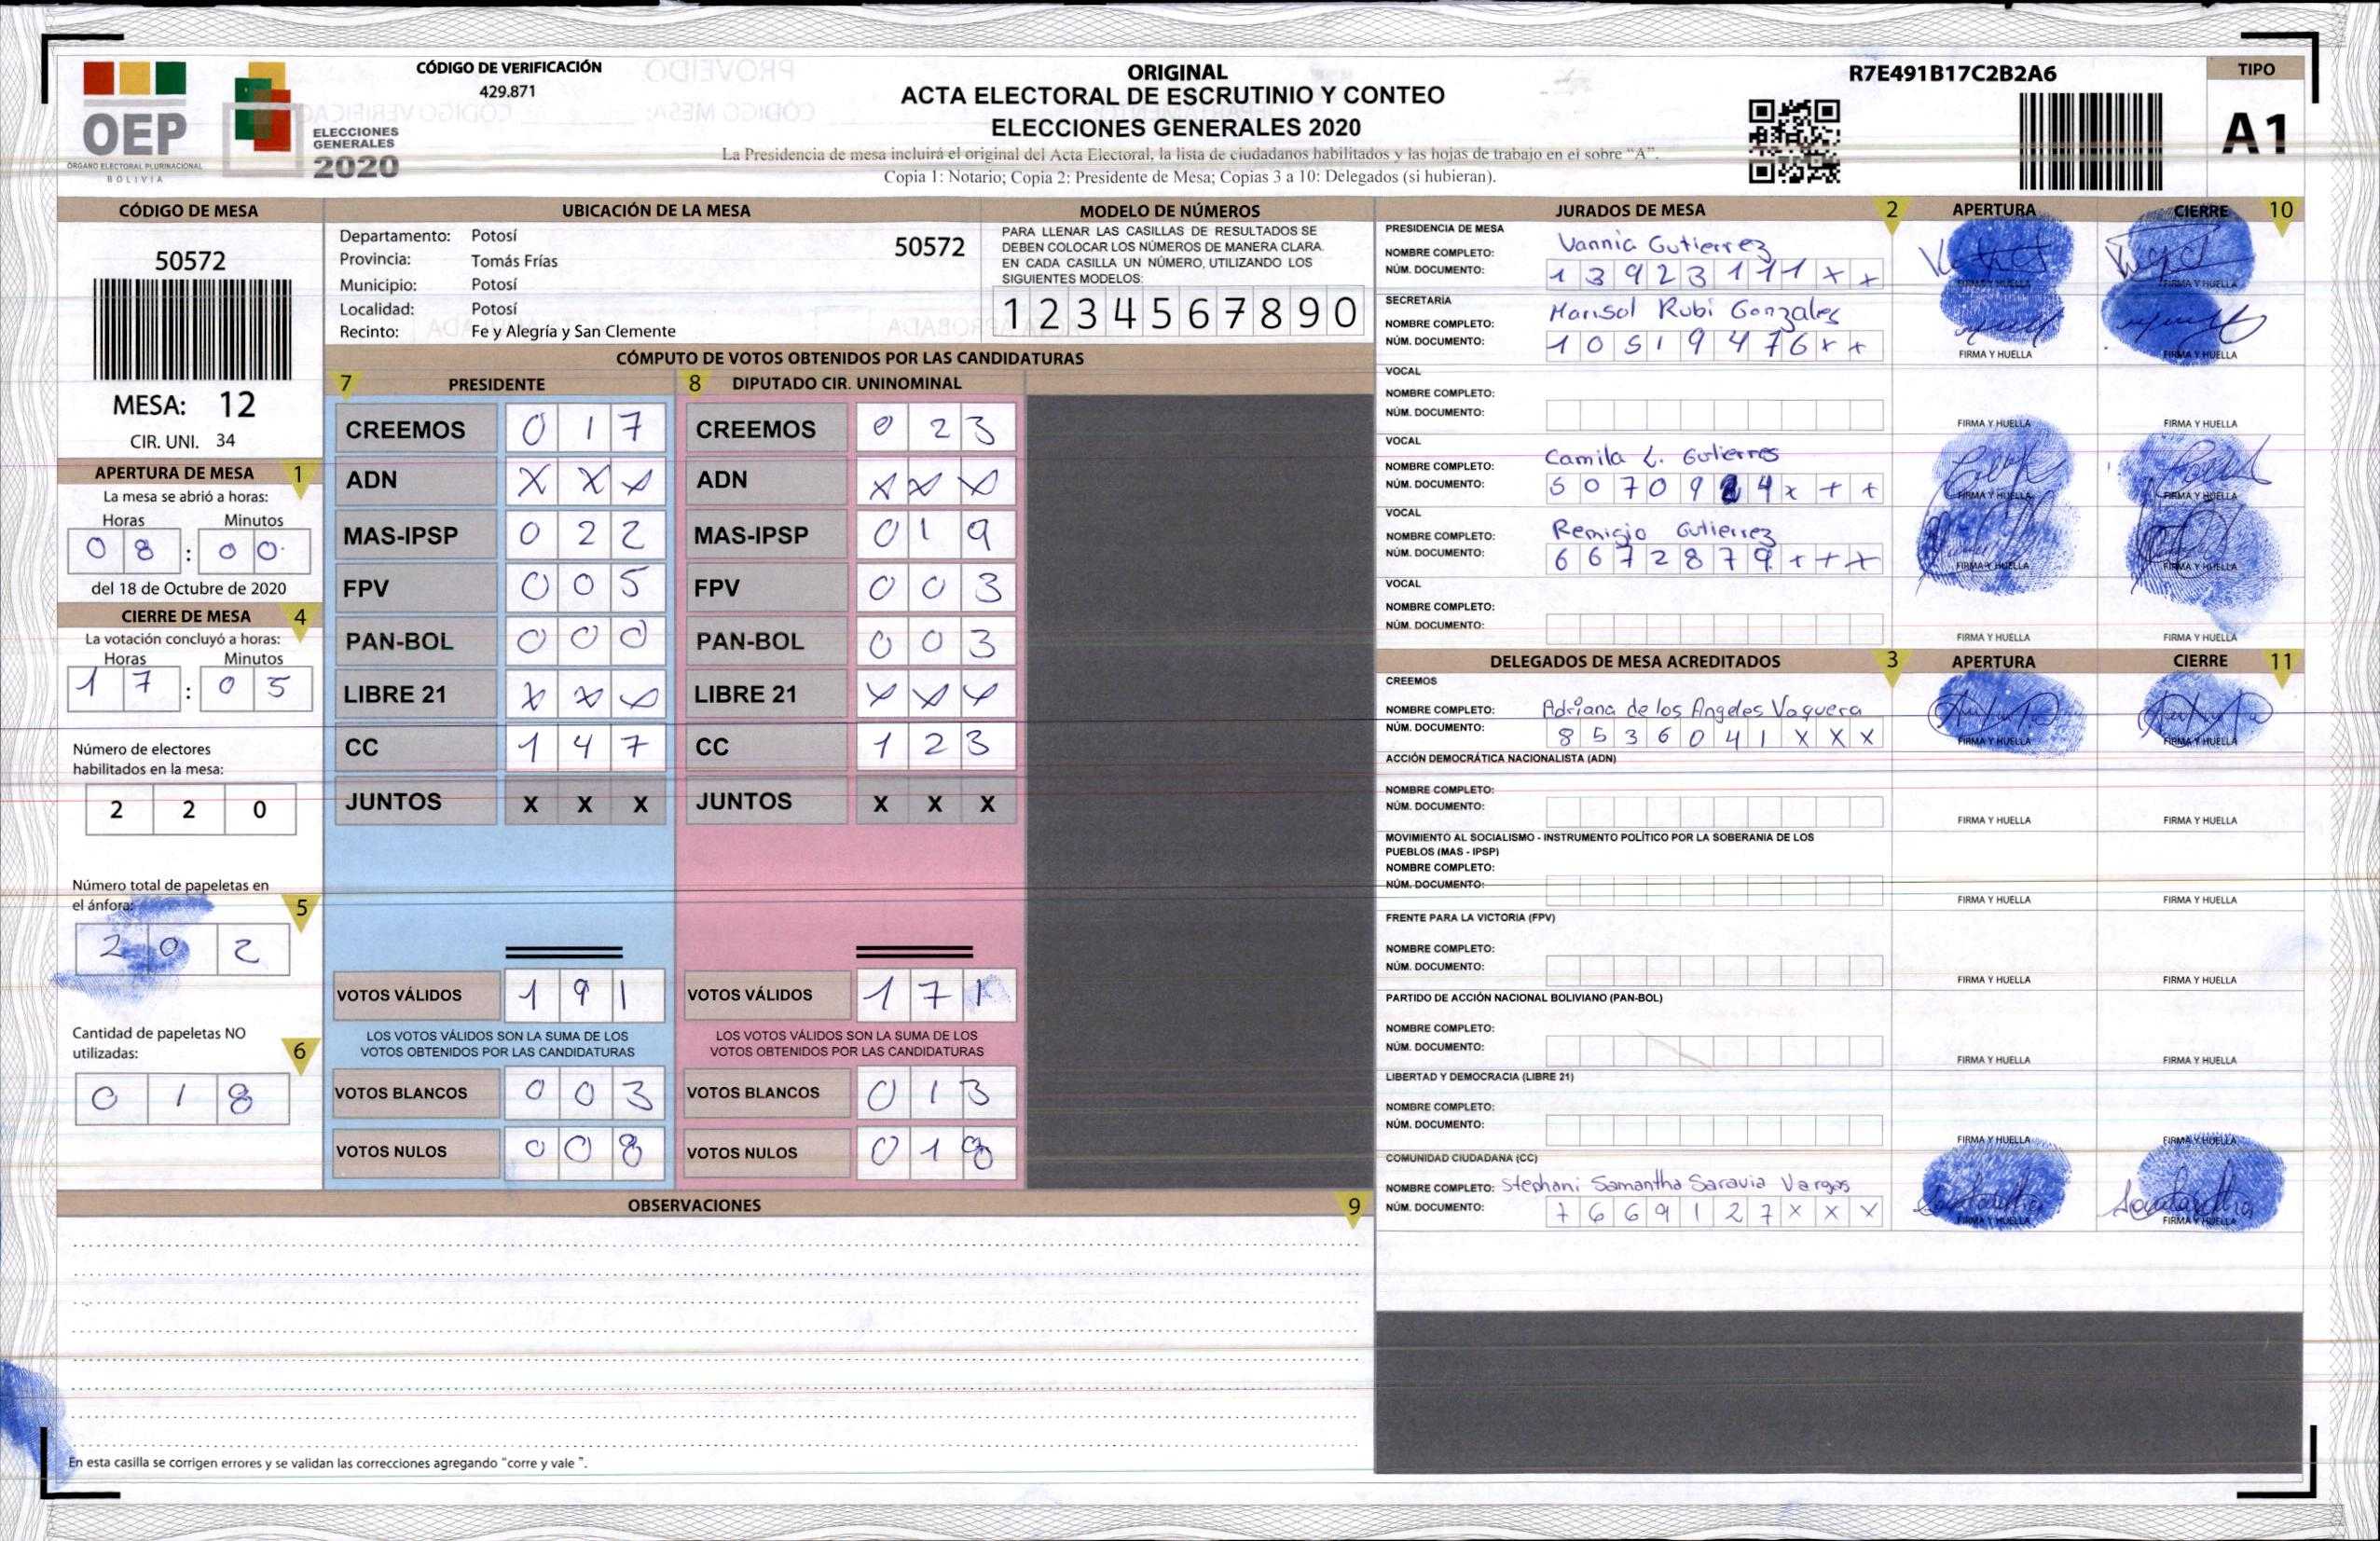 CÓDIGO DE VERIFICACIÓN
429.871
OEP
ÓRGANO ELECTORAL PLURINACIONAL
BOLIVIA
ELECCIONES
GENERALES
2020
ORIGINAL
ACTA ELECTORAL DE ESCRUTINIO Y CONTEO
ELECCIONES GENERALES 2020
La Presidencia de mesa incluirá el original del Acta Electoral, la lista de ciudadanos habilitados y las hojas de trabajo en el sobre “A”.
Copia 1: Notario; Copia 2: Presidente de Mesa; Copias 3 a 10: Delegados (si hubieran).
R7E491B17C2B2A6
TIPO
A1
CÓDIGO DE MESA
50572
MESA: 12
CIR. UNI. 34
APERTURA DE MESA 1
La mesa se abrió a horas:
Horas Minutos
0 8 : 0 0
del 18 de Octubre de 2020
CIERRE DE MESA 4
La votación concluyó a horas:
Horas Minutos
1 7 : 0 5
Número de electores
habilitados en la mesa:
2 2 0
Número total de papeletas en
el ánfora: 5
2 0 2
Cantidad de papeletas NO
utilizadas: 6
0 1 8
UBICACIÓN DE LA MESA
Departamento: Potosí 50572
Provincia: Tomás Frías
Municipio: Potosí
Localidad: Potosí
Recinto: Fe y Alegría y San Clemente
MODELO DE NÚMEROS
PARA LLENAR LAS CASILLAS DE RESULTADOS SE
DEBEN COLOCAR LOS NÚMEROS DE MANERA CLARA.
EN CADA CASILLA UN NÚMERO, UTILIZANDO LOS
SIGUIENTES MODELOS:
1 2 3 4 5 6 7 8 9 0
CÓMPUTO DE VOTOS OBTENIDOS POR LAS CANDIDATURAS
7 PRESIDENTE 8 DIPUTADO CIR. UNINOMINAL
CREEMOS 0 1 7 CREEMOS 0 2 3
ADN X X X ADN X X X
MAS-IPSP 0 2 2 MAS-IPSP 0 1 9
FPV 0 0 5 FPV 0 0 3
PAN-BOL 0 0 0 PAN-BOL 0 0 3
LIBRE 21 X X X LIBRE 21 X X X
CC 1 4 7 CC 1 2 3
JUNTOS X X X JUNTOS X X X
VOTOS VÁLIDOS 1 9 1 VOTOS VÁLIDOS 1 7 1
LOS VOTOS VÁLIDOS SON LA SUMA DE LOS LOS VOTOS VÁLIDOS SON LA SUMA DE LOS
VOTOS OBTENIDOS POR LAS CANDIDATURAS VOTOS OBTENIDOS POR LAS CANDIDATURAS
VOTOS BLANCOS 0 0 3 VOTOS BLANCOS 0 1 3
VOTOS NULOS 0 0 8 VOTOS NULOS 0 1 8
OBSERVACIONES 9
En esta casilla se corrigen errores y se validan las correcciones agregando “corre y vale ”.
JURADOS DE MESA 2 APERTURA CIERRE 10
PRESIDENCIA DE MESA
NOMBRE COMPLETO: Vannia Gutierrez
NÚM. DOCUMENTO: 1 3 9 2 3 1 1 1 x x
FIRMA Y HUELLA FIRMA Y HUELLA
SECRETARÍA
NOMBRE COMPLETO: Marisol Rubi Gonzales
NÚM. DOCUMENTO: 1 0 5 1 9 4 7 6 x x
FIRMA Y HUELLA FIRMA Y HUELLA
VOCAL
NOMBRE COMPLETO:
NÚM. DOCUMENTO:
FIRMA Y HUELLA FIRMA Y HUELLA
VOCAL
NOMBRE COMPLETO: Camila L. Gutierres
NÚM. DOCUMENTO: 5 0 7 0 9 4 x x x
FIRMA Y HUELLA FIRMA Y HUELLA
VOCAL
NOMBRE COMPLETO: Remigio Gutierrez
NÚM. DOCUMENTO: 6 6 7 2 8 7 9 x x x
FIRMA Y HUELLA FIRMA Y HUELLA
VOCAL
NOMBRE COMPLETO:
NÚM. DOCUMENTO:
FIRMA Y HUELLA FIRMA Y HUELLA
DELEGADOS DE MESA ACREDITADOS 3 APERTURA CIERRE 11
CREEMOS
NOMBRE COMPLETO: Adriana de los Angeles Vaquera
NÚM. DOCUMENTO: 8 5 3 6 0 4 1 X X X
FIRMA Y HUELLA FIRMA Y HUELLA
ACCIÓN DEMOCRÁTICA NACIONALISTA (ADN)
NOMBRE COMPLETO:
NÚM. DOCUMENTO:
FIRMA Y HUELLA FIRMA Y HUELLA
MOVIMIENTO AL SOCIALISMO - INSTRUMENTO POLÍTICO POR LA SOBERANIA DE LOS
PUEBLOS (MAS - IPSP)
NOMBRE COMPLETO:
NÚM. DOCUMENTO:
FIRMA Y HUELLA FIRMA Y HUELLA
FRENTE PARA LA VICTORIA (FPV)
NOMBRE COMPLETO:
NÚM. DOCUMENTO:
FIRMA Y HUELLA FIRMA Y HUELLA
PARTIDO DE ACCIÓN NACIONAL BOLIVIANO (PAN-BOL)
NOMBRE COMPLETO:
NÚM. DOCUMENTO:
FIRMA Y HUELLA FIRMA Y HUELLA
LIBERTAD Y DEMOCRACIA (LIBRE 21)
NOMBRE COMPLETO:
NÚM. DOCUMENTO:
FIRMA Y HUELLA FIRMA Y HUELLA
COMUNIDAD CIUDADANA (CC)
NOMBRE COMPLETO: Stephani Samantha Saravia Vargas
NÚM. DOCUMENTO: 7 6 6 9 1 2 7 X X X
FIRMA Y HUELLA FIRMA Y HUELLA